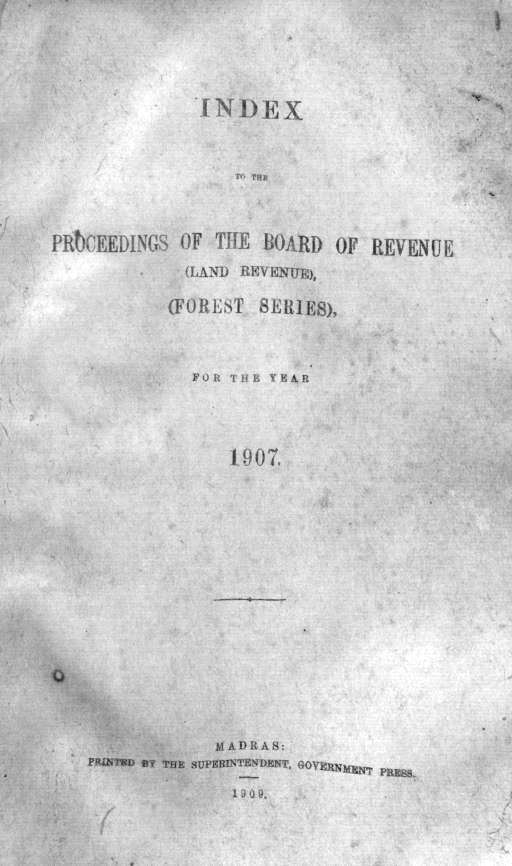 INDEX
TO THE
PROCEEDINGS OF THE BOARD OF REVENUE
(LAND REVENUE),
(FOREST SERIES),
FOR THE YEAR
1907.
MADRAS:
PRINTED BY THE SUPERINTENDENT, GOVERNMENT PRESS.
1909.